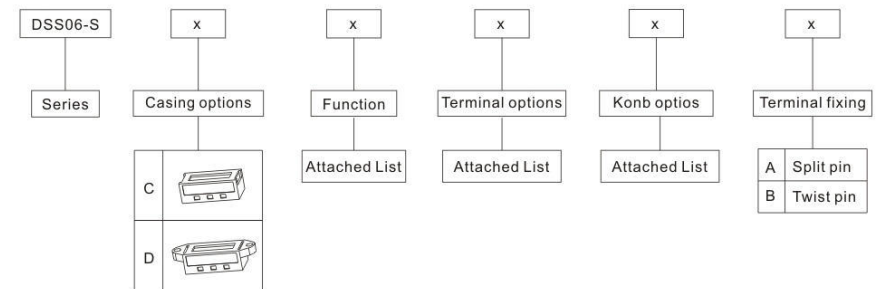 DSS06-S
x
x
x
x
x
Series
Casing options
Function
Terminal options
Konb optios
Terminal fixing
Attached List
Attached List
Attached List
C
D
A Split pin
B Twist pin